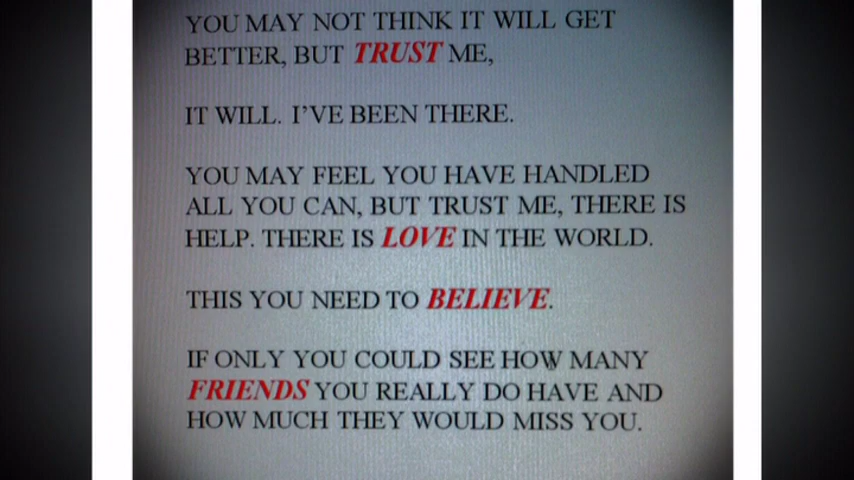 YOU MAY NOT THINK IT WILL GET
BETTER, BUT TRUST ME,
IT WILL. I'VE BEEN THERE.
YOU MAY FEEL YOU HAVE HANDLED
ALL YOU CAN, BUT TRUST ME, THERE IS
HELP. THERE IS LOVE IN THE WORLD.
THIS YOU NEED TO BELIEVE.
IF ONLY YOU COULD SEE HOW MANY
FRIENDS YOU REALLY DO HAVE AND
HOW MUCH THEY WOULD MISS YOU.